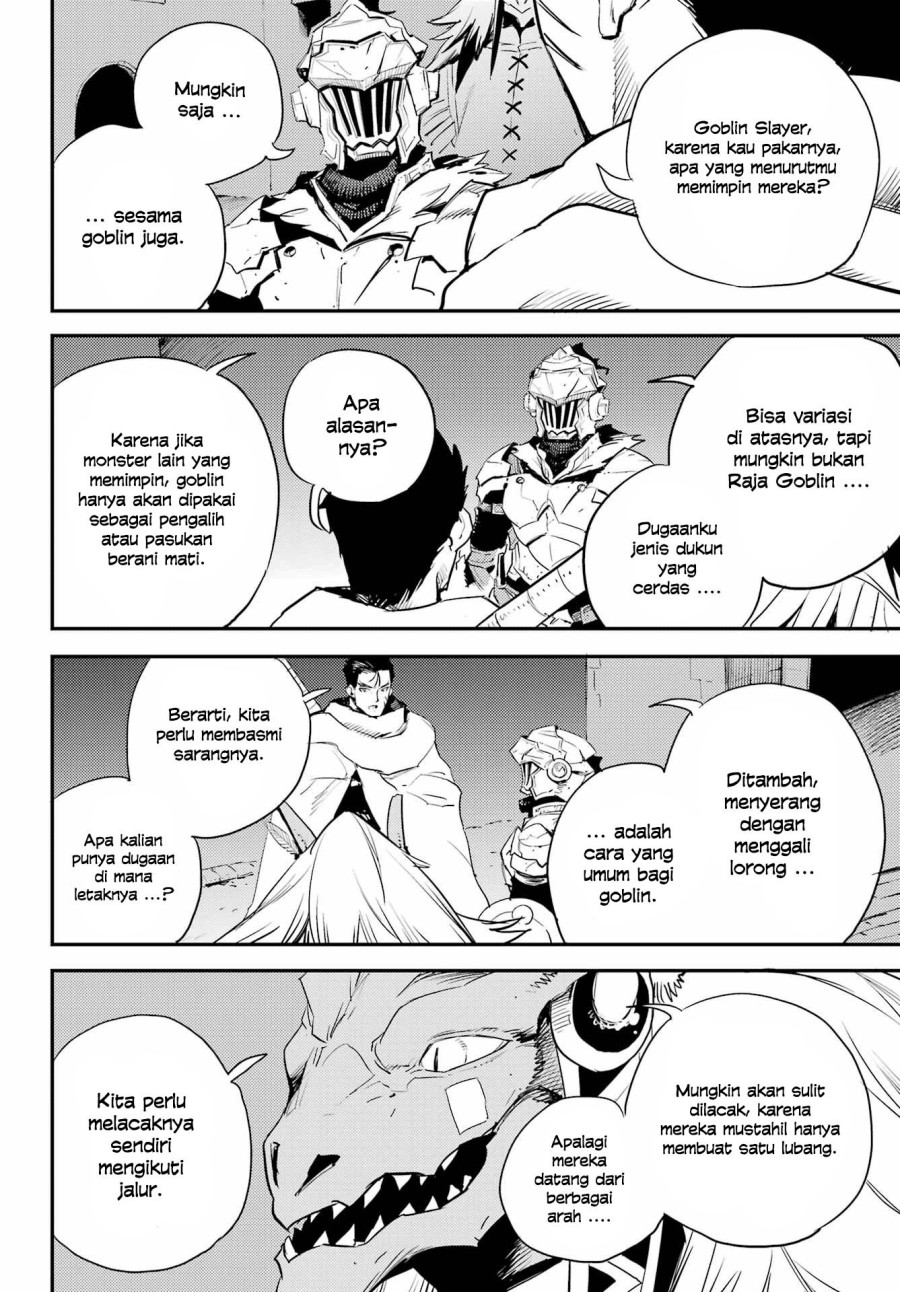 Goblin Slayer,
karena kau pakarnya,
apa yang menurutmu
memimpin mereka?
Mungkin
saja ...
... sesama
goblin juga.
Bisa variasi
di atasnya, tapi
mungkin bukan
Raja Goblin ....
Dugaanku
jenis dukun
yang
cerdas ....
Apa
alasan-
nya?
Karena jika
monster lain yang
memimpin, goblin
hanya akan dipakai
sebagai pengalih
atau pasukan
berani mati.
Ditambah,
menyerang
dengan
menggali
lorong ...
... adalah
cara yang
umum bagi
goblin.
Berarti, kita
perlu membasmi
sarangnya.
Apa kalian
punya dugaan
di mana
letaknya ...?
Mungkin akan sulit
dilacak, karena
mereka mustahil hanya
membuat satu lubang.
Apalagi
mereka
datang dari
berbagai
arah ....
Kita perlu
melacaknya
sendiri
mengikuti
jalur.